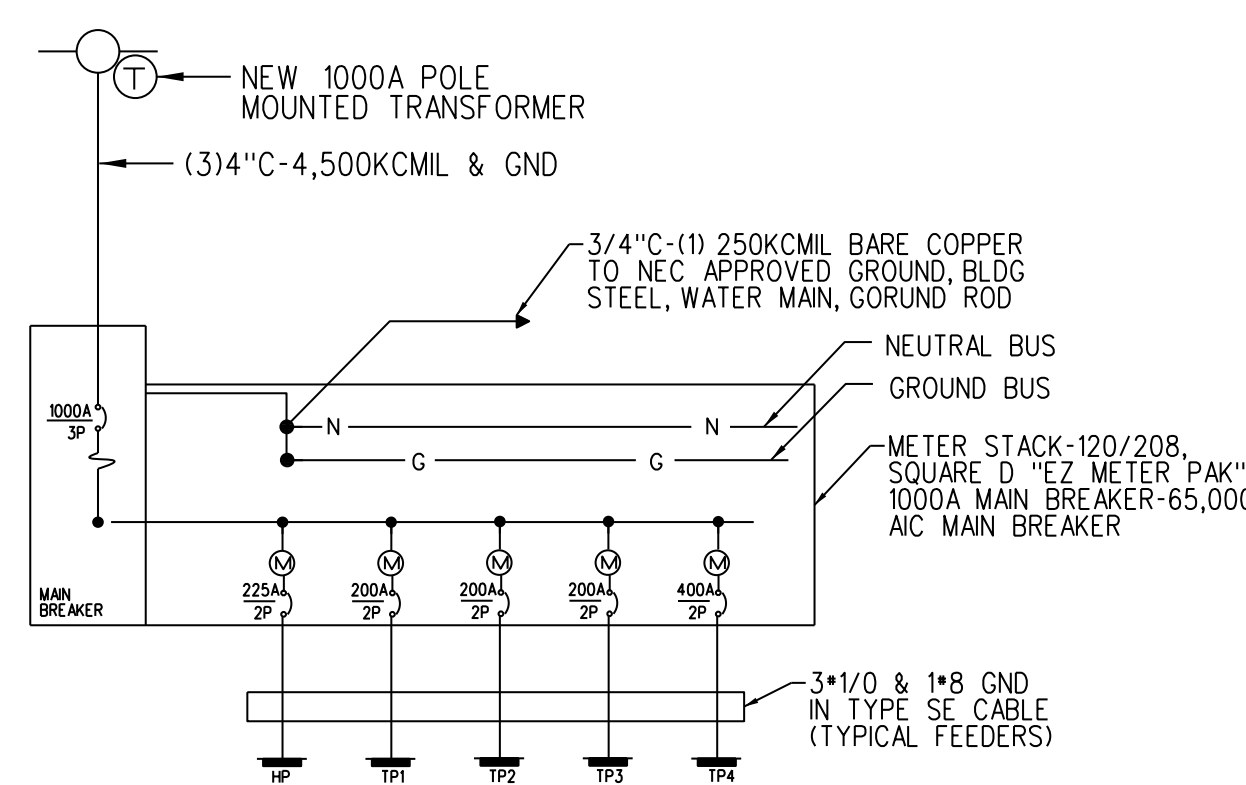 T
NEW 1000A POLE
MOUNTED TRANSFORMER
(3)4"C-4,500KCMIL & GND
3/4"C-(1) 250KCMIL BARE COPPER
TO NEC APPROVED GROUND, BLDG
STEEL, WATER MAIN, GORUND ROD
NEUTRAL BUS
GROUND BUS
1000A
3P
N
N
G
G
METER STACK-120/208,
SQUARE D "EZ METER PAK"
1000A MAIN BREAKER-65,000
AIC MAIN BREAKER
M
M
M
M
M
MAIN
BREAKER
225A
2P
200A
2P
200A
2P
200A
2P
400A
2P
3#1/0 & 1#8 GND
IN TYPE SE CABLE
(TYPICAL FEEDERS)
HP
TP1
TP2
TP3
TP4